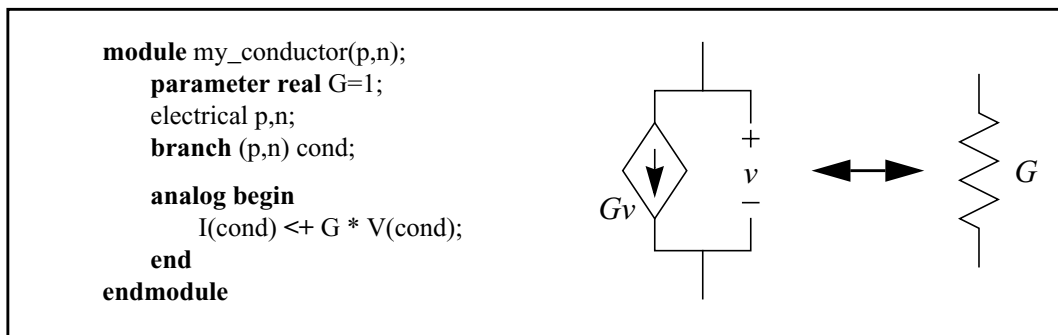 module my_conductor(p,n);
parameter real G=1;
electrical p,n;
branch (p,n) cond;
analog begin
I(cond) <+ G * V(cond);
end
endmodule
Gv
+
v
–
G